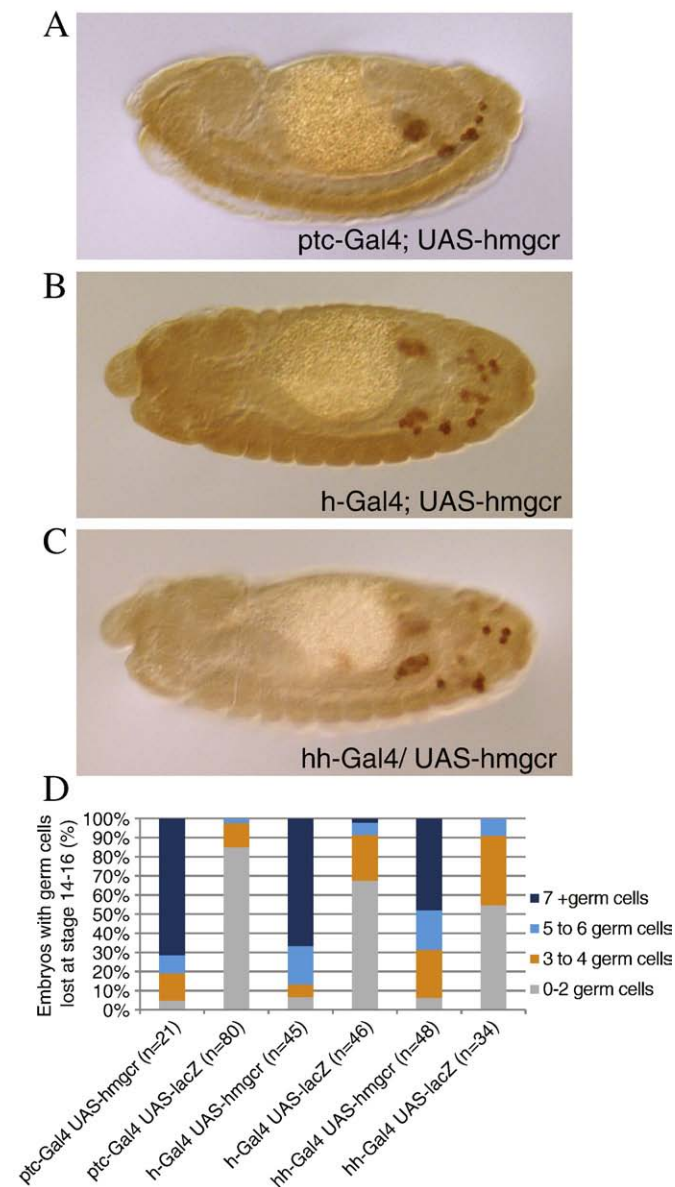 A
ptc-Gal4; UAS-hmgcr
B
h-Gal4; UAS-hmgcr
C
hh-Gal4/ UAS-hmgcr
D
Embryos with germ cells
lost at stage 14-16 (%)
100%
90%
80%
70%
60%
50%
40%
30%
20%
10%
0%
7 +germ cells
5 to 6 germ cells
3 to 4 germ cells
0-2 germ cells
ptc-Gal4 UAS-hmgcr (n=21)
ptc-Gal4 UAS-lacZ (n=80)
h-Gal4 UAS-hmgcr (n=45)
h-Gal4 UAS-lacZ (n=46)
hh-Gal4 UAS-hmgcr (n=48)
hh-Gal4 UAS-lacZ (n=34)